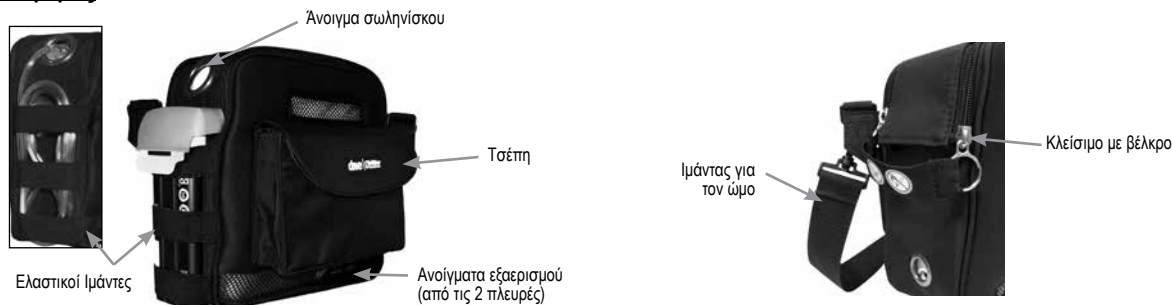 Άνοιγμα σωληνίσκου
Τσέπη
Ελαστικοί Ιμάντες
Ανοίγματα εξαερισμού
(από τις 2 πλευρές)
Ιμάντας για
τον ώμο
Κλείσιμο με βέλκρο